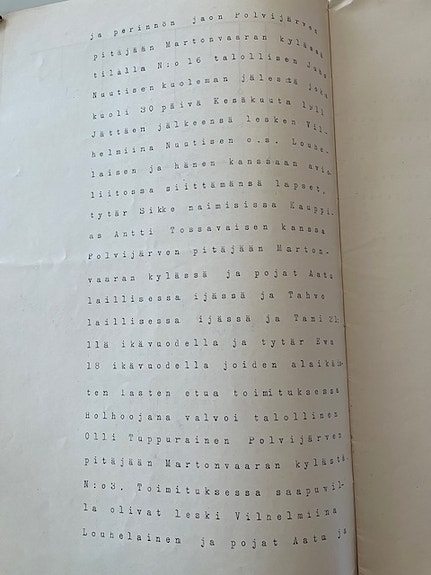 ja perinnön jaon Polvijärven
pitäjään Martonvaaran kylässä
tilalla N:o 16 talollisen Juho
Nuutisen kuoleman jälestä joka
kuoli 30 päivä Kesäkuuta 1911
Jättäen jälkeensä lesken Vil-
helmiina Nuutisen o.s. Louhe-
laisen ja hänen kanssaan avio
liitossa siittämänsä lapset,
tytär Sikke naimisissa Kauppi-
as Antti Tossavaisen kanssa
Polvijärven pitäjään Marton-
vaaran kylässä ja pojat Aatu
laillisessa ijässä ja Tahvo
laillisessa ijässä ja Tami
llä ikävuodella ja tytär Eva
18 ikävuodella joiden alaikäis-
ten lasten etua toimituksessa
Holhoojana valvoi talollinen
Olli Tuppurainen Polvijärven
pitäjään Martonvaaran kylästä
N:o3. Toimituksessa saapuvil-
la olivat leski Vilhelmiina
Louhelainen ja pojat Aatu ja